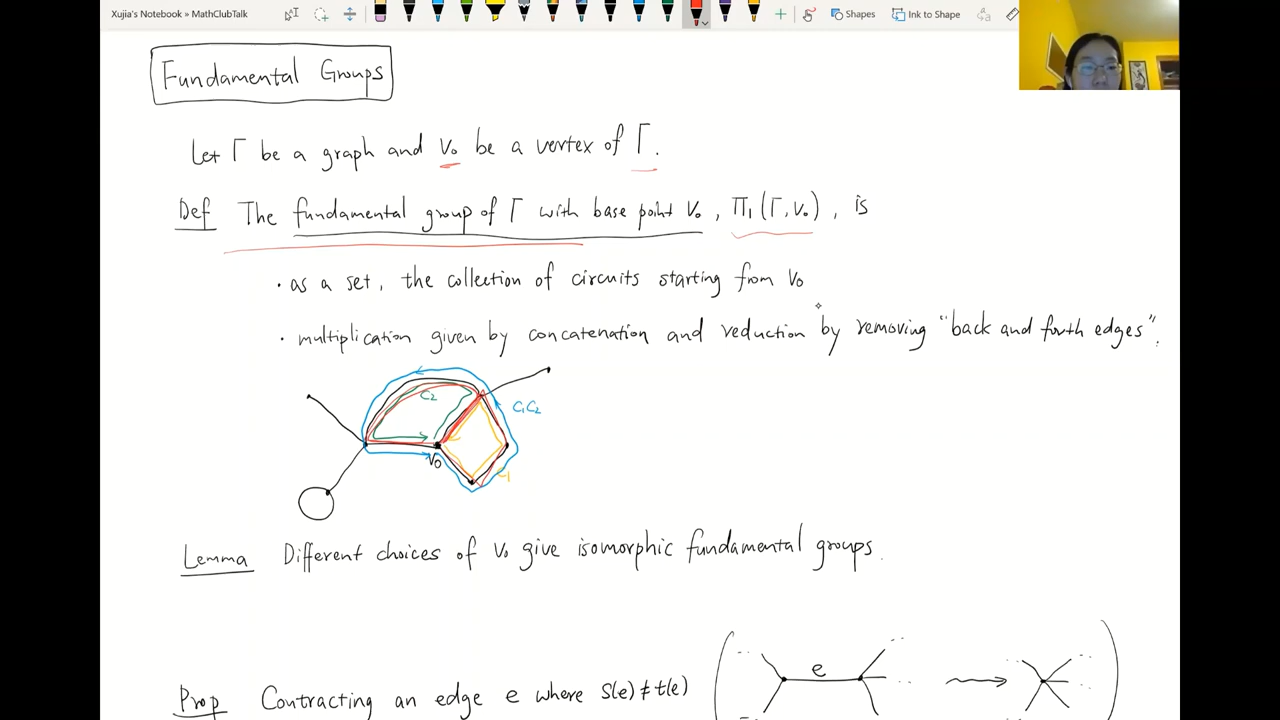 Xujia's Notebook » MathClubTalk
Shapes
Ink to Shape
Fundamental Groups
Let Γ be a graph and v₀ be a vertex of Γ.
Def The fundamental group of Γ with base point v₀, π₁(Γ, v₀), is
· as a set, the collection of circuits starting from v₀
· multiplication given by concatenation and reduction by removing "back and forth edges".
C₂
C₁C₂
v₀
C₁
Lemma Different choices of v₀ give isomorphic fundamental groups.
e
Prop Contracting an edge e where s(e) ≠ t(e)